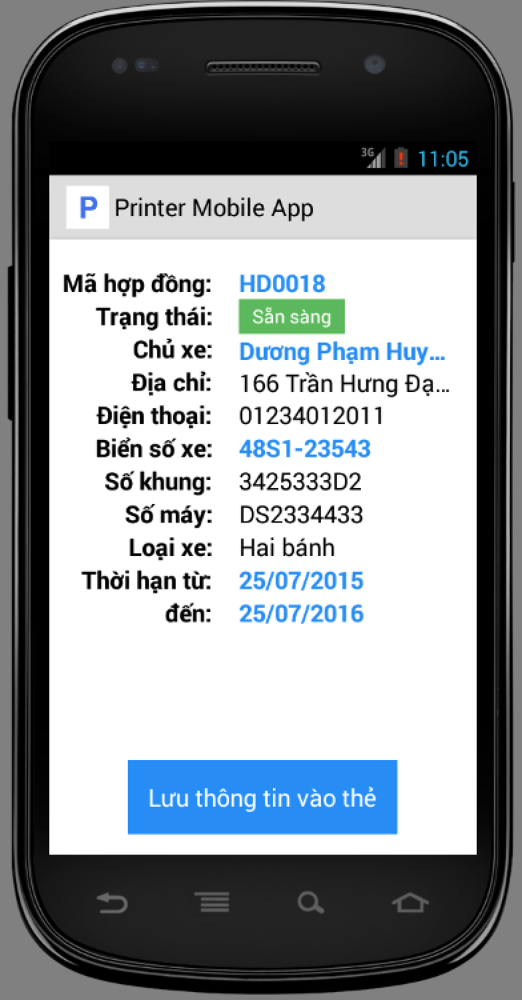 3G 11:05
P Printer Mobile App
Mã hợp đồng: HD0018
Trạng thái: Sẵn sàng
Chủ xe: Dương Phạm Huy...
Địa chỉ: 166 Trần Hưng Đạ...
Điện thoại: 01234012011
Biển số xe: 48S1-23543
Số khung: 3425333D2
Số máy: DS2334433
Loại xe: Hai bánh
Thời hạn từ: 25/07/2015
đến: 25/07/2016
Lưu thông tin vào thẻ